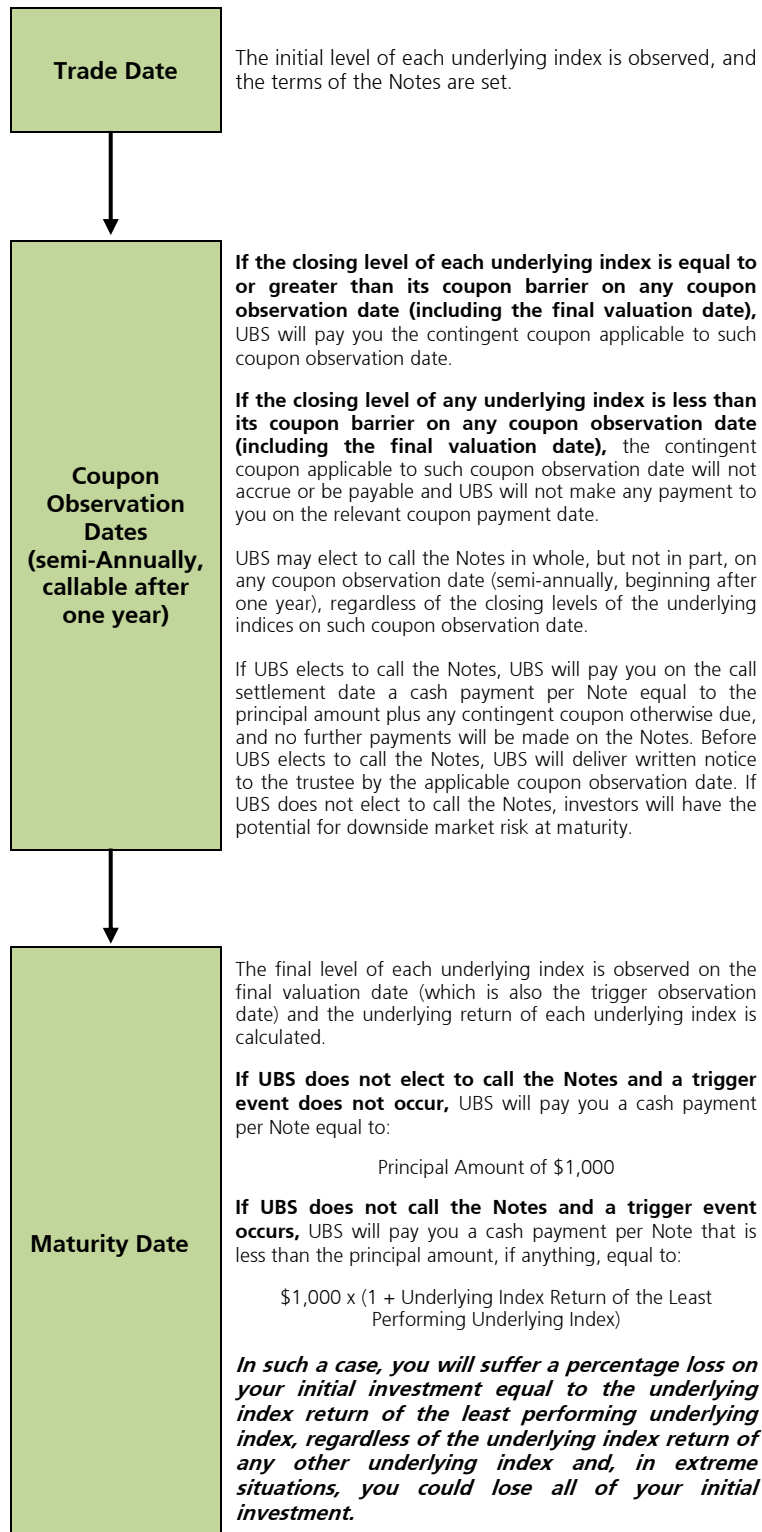 Trade Date
The initial level of each underlying index is observed, and
the terms of the Notes are set.
Coupon
Observation
Dates
(semi-Annually,
callable after
one year)
If the closing level of each underlying index is equal to
or greater than its coupon barrier on any coupon
observation date (including the final valuation date),
UBS will pay you the contingent coupon applicable to such
coupon observation date.
If the closing level of any underlying index is less than
its coupon barrier on any coupon observation date
(including the final valuation date), the contingent
coupon applicable to such coupon observation date will not
accrue or be payable and UBS will not make any payment to
you on the relevant coupon payment date.
UBS may elect to call the Notes in whole, but not in part, on
any coupon observation date (semi-annually, beginning after
one year), regardless of the closing levels of the underlying
indices on such coupon observation date.
If UBS elects to call the Notes, UBS will pay you on the call
settlement date a cash payment per Note equal to the
principal amount plus any contingent coupon otherwise due,
and no further payments will be made on the Notes. Before
UBS elects to call the Notes, UBS will deliver written notice
to the trustee by the applicable coupon observation date. If
UBS does not elect to call the Notes, investors will have the
potential for downside market risk at maturity.
Maturity Date
The final level of each underlying index is observed on the
final valuation date (which is also the trigger observation
date) and the underlying return of each underlying index is
calculated.
If UBS does not elect to call the Notes and a trigger
event does not occur, UBS will pay you a cash payment
per Note equal to:
Principal Amount of $1,000
If UBS does not call the Notes and a trigger event
occurs, UBS will pay you a cash payment per Note that is
less than the principal amount, if anything, equal to:
$1,000 x (1 + Underlying Index Return of the Least
Performing Underlying Index)
In such a case, you will suffer a percentage loss on
your initial investment equal to the underlying
index return of the least performing underlying
index, regardless of the underlying index return of
any other underlying index and, in extreme
situations, you could lose all of your initial
investment.